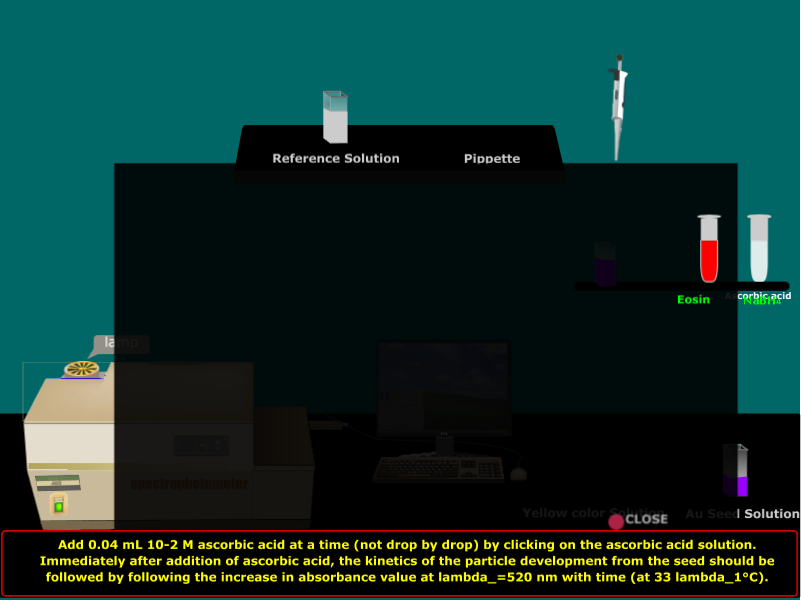 Reference Solution
Pippette
Ascorbic acid
Eosin
NaBH4
lamp
spectrophotometer
Yellow color Solution
CLOSE
Au Seed Solution
Add 0.04 mL 10-2 M ascorbic acid at a time (not drop by drop) by clicking on the ascorbic acid solution.
Immediately after addition of ascorbic acid, the kinetics of the particle development from the seed should be
followed by following the increase in absorbance value at lambda_=520 nm with time (at 33 lambda_1°C).